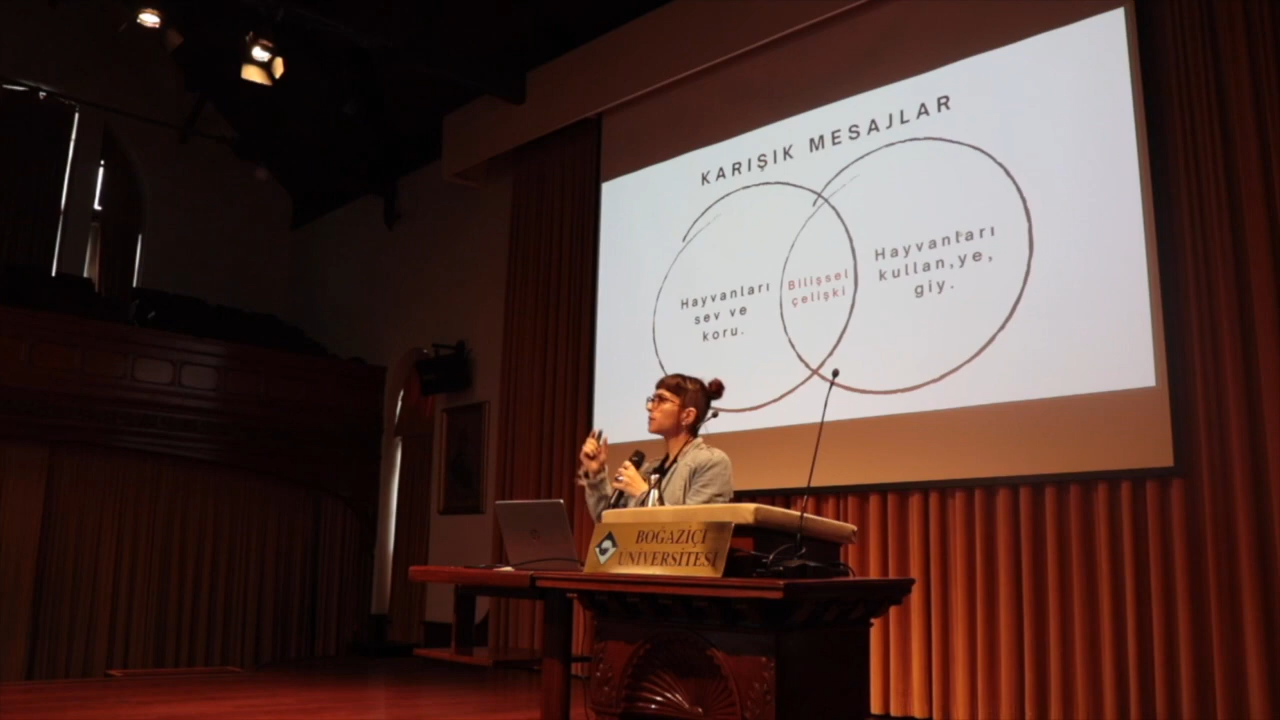 KARIŞIK MESAJLAR
Hayvanları
sev ve
koru.
Bilişsel
çelişki
Hayvanları
kullan,ye,
giy.
BOĞAZİÇİ
ÜNİVERSİTESİ